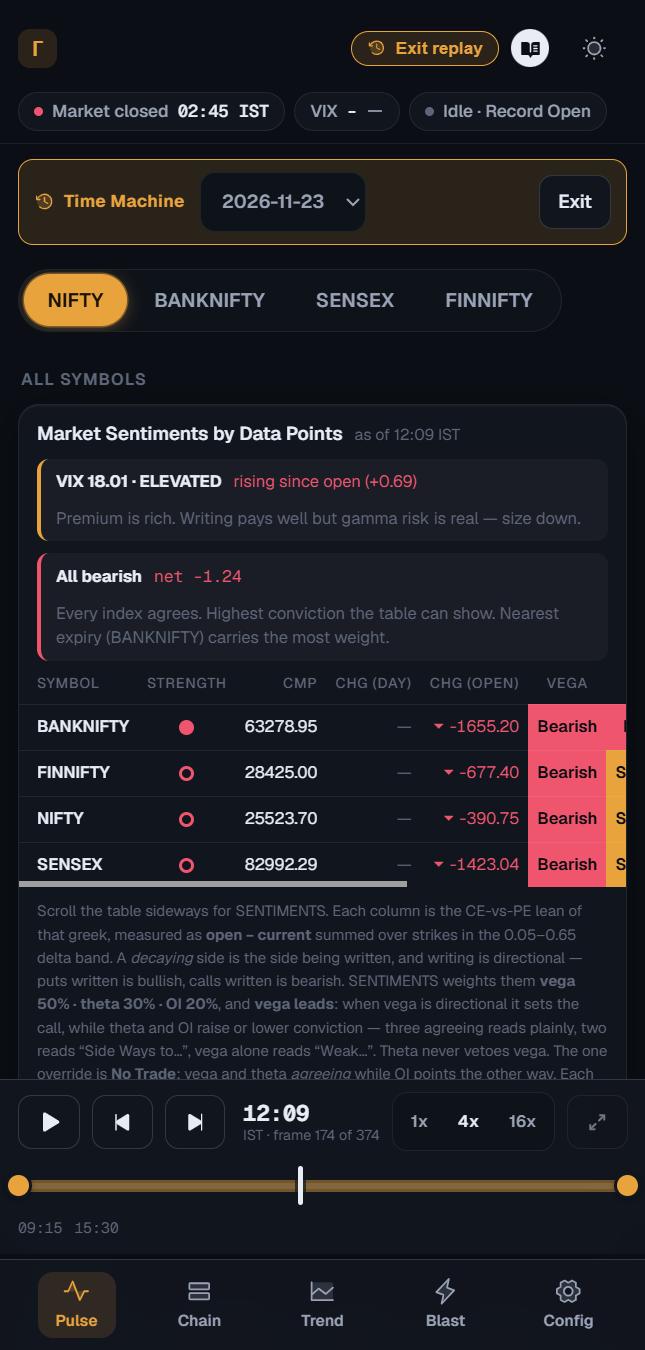 Γ
Exit replay
Market closed 02:45 IST
VIX – —
Idle · Record Open
Time Machine
2026-11-23
Exit
NIFTY BANKNIFTY SENSEX FINNIFTY
ALL SYMBOLS
Market Sentiments by Data Points as of 12:09 IST
VIX 18.01 · ELEVATED rising since open (+0.69)
Premium is rich. Writing pays well but gamma risk is real — size down.
All bearish net -1.24
Every index agrees. Highest conviction the table can show. Nearest
expiry (BANKNIFTY) carries the most weight.
SYMBOL STRENGTH CMP CHG (DAY) CHG (OPEN) VEGA
BANKNIFTY 63278.95 — -1655.20 Bearish
FINNIFTY 28425.00 — -677.40 Bearish S
NIFTY 25523.70 — -390.75 Bearish S
SENSEX 82992.29 — -1423.04 Bearish S
Scroll the table sideways for SENTIMENTS. Each column is the CE-vs-PE lean of
that greek, measured as open – current summed over strikes in the 0.05–0.65
delta band. A decaying side is the side being written, and writing is directional —
puts written is bullish, calls written is bearish. SENTIMENTS weights them vega
50% · theta 30% · OI 20%, and vega leads: when vega is directional it sets the
call, while theta and OI raise or lower conviction — three agreeing reads plainly, two
reads “Side Ways to…”, vega alone reads “Weak…”. Theta never vetoes vega. The one
override is No Trade: vega and theta agreeing while OI points the other way. Each
12:09
IST · frame 174 of 374
1x 4x 16x
09:15 15:30
Pulse Chain Trend Blast Config